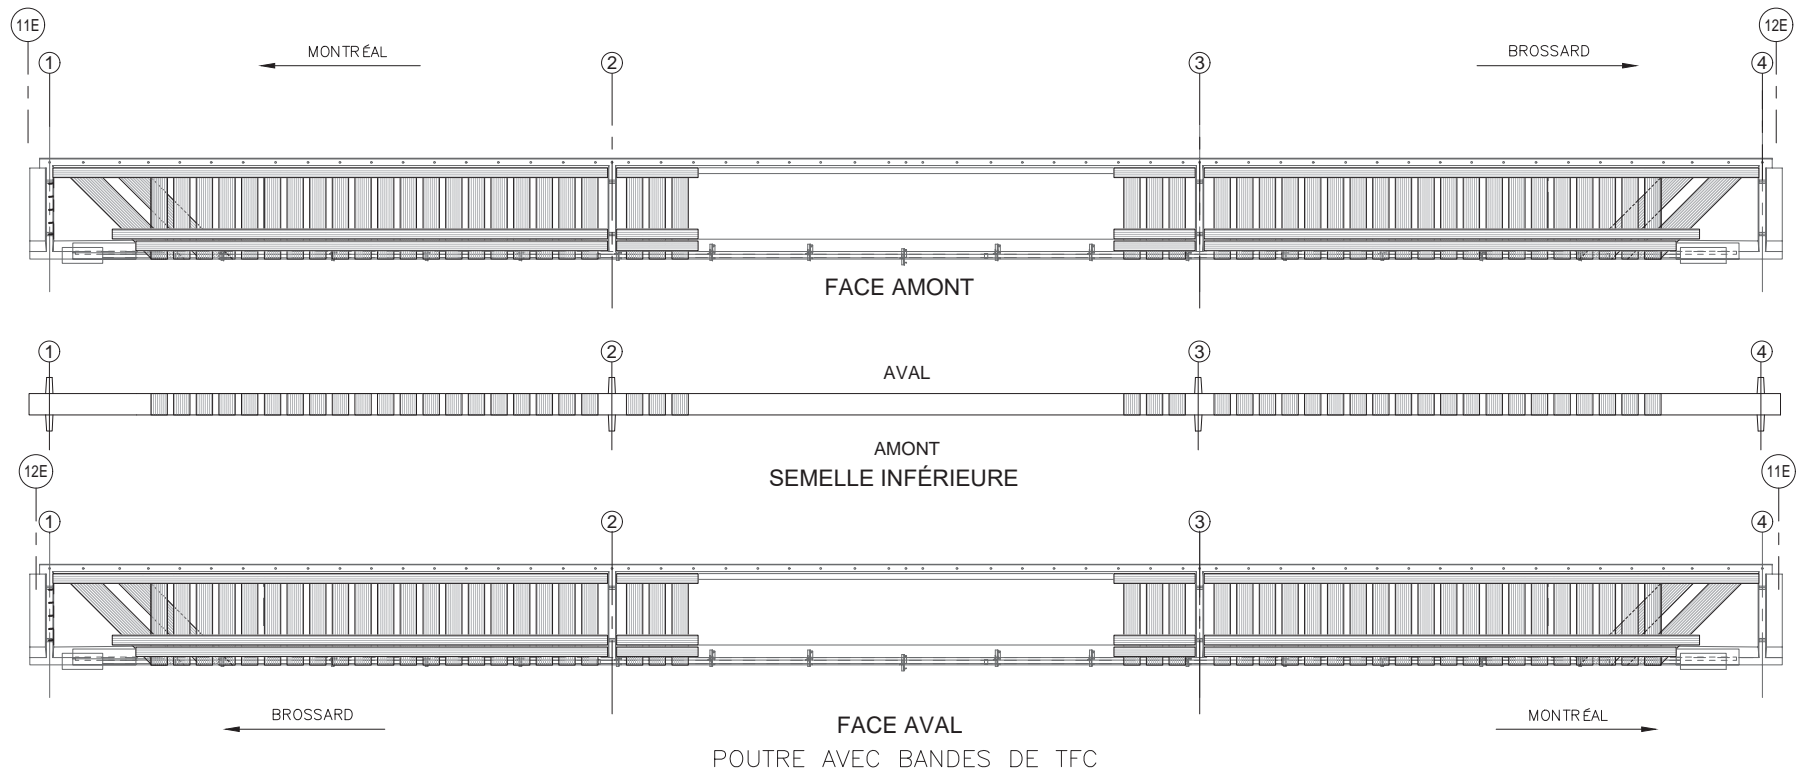 11E
12E
MONTRÉAL
BROSSARD
1
2
3
4
FACE AMONT
1
2
3
4
AVAL
AMONT
SEMELLE INFÉRIEURE
12E
11E
1
2
3
4
BROSSARD
FACE AVAL
MONTRÉAL
POUTRE AVEC BANDES DE TFC